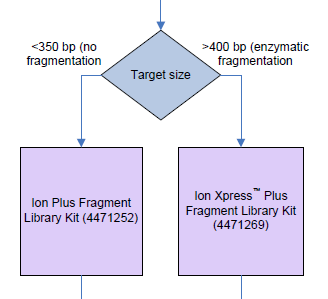 <350 bp (no
fragmentation
>400 bp (enzymatic
fragmentation
Target size
Ion Plus Fragment
Library Kit (4471252)
Ion Xpress™ Plus
Fragment Library Kit
(4471269)